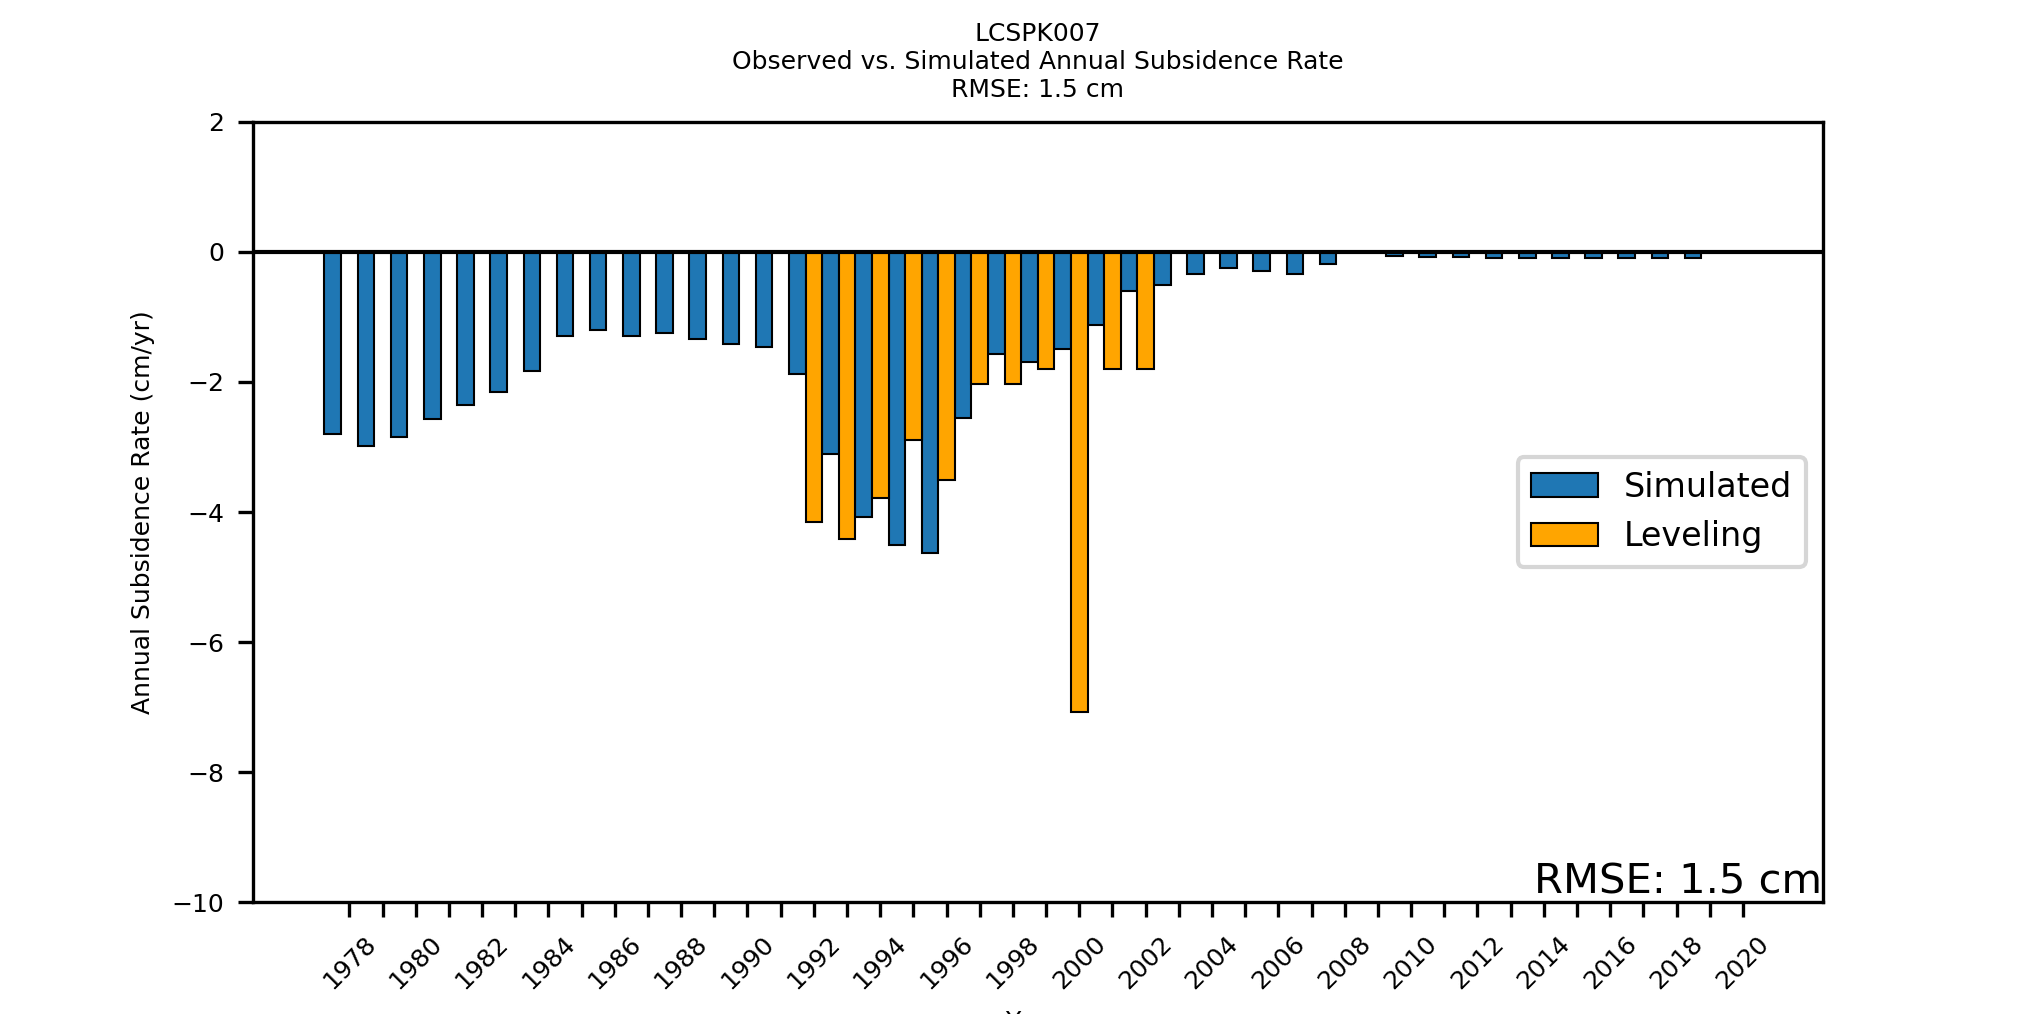 LCSPK007
Observed vs. Simulated Annual Subsidence Rate
RMSE: 1.5 cm
2
0
−2
−4
−6
−8
−10
Annual Subsidence Rate (cm/yr)
Simulated
Leveling
RMSE: 1.5 cm
1978 1980 1982 1984 1986 1988 1990 1992 1994 1996 1998 2000 2002 2004 2006 2008 2010 2012 2014 2016 2018 2020